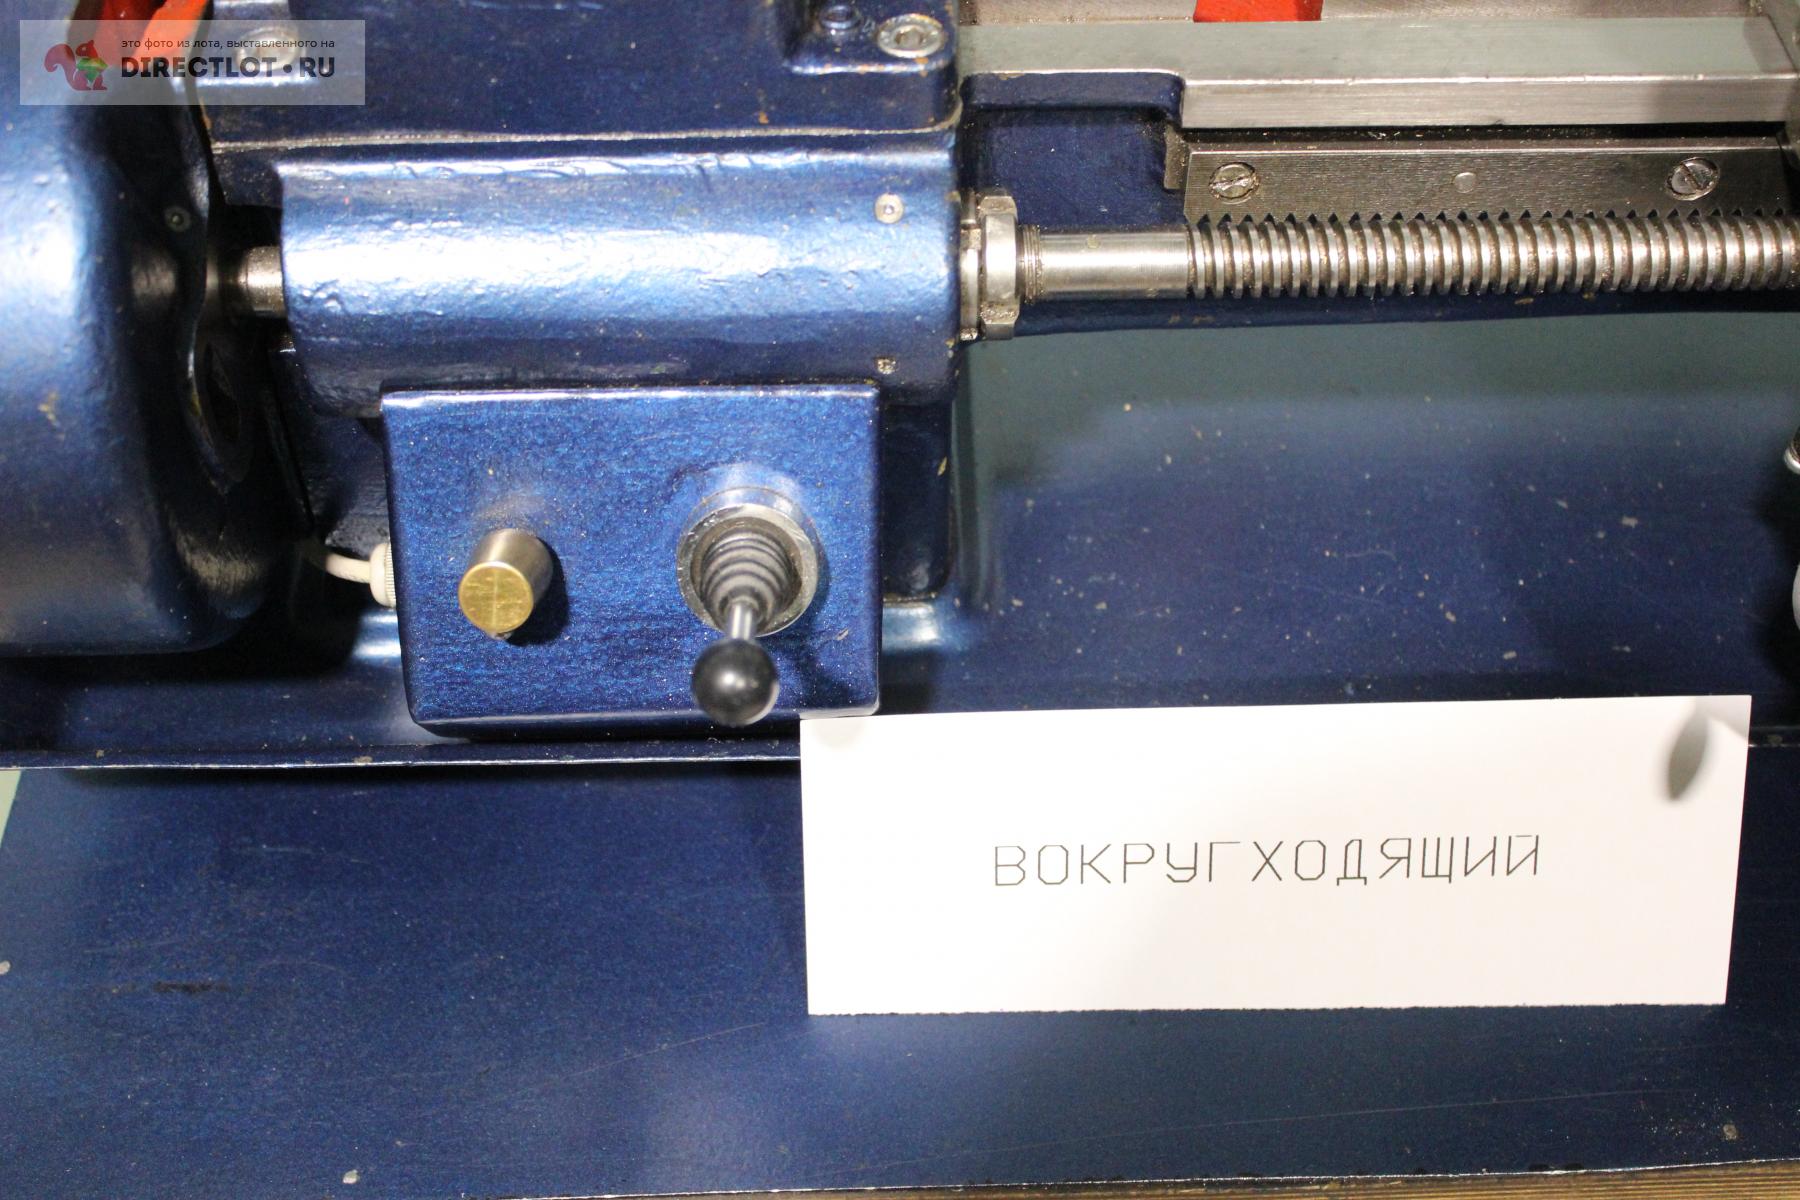 это фото из лота, выставленного на
DIRECTLOT.RU
ВОКРУГХОДЯЩИЙ